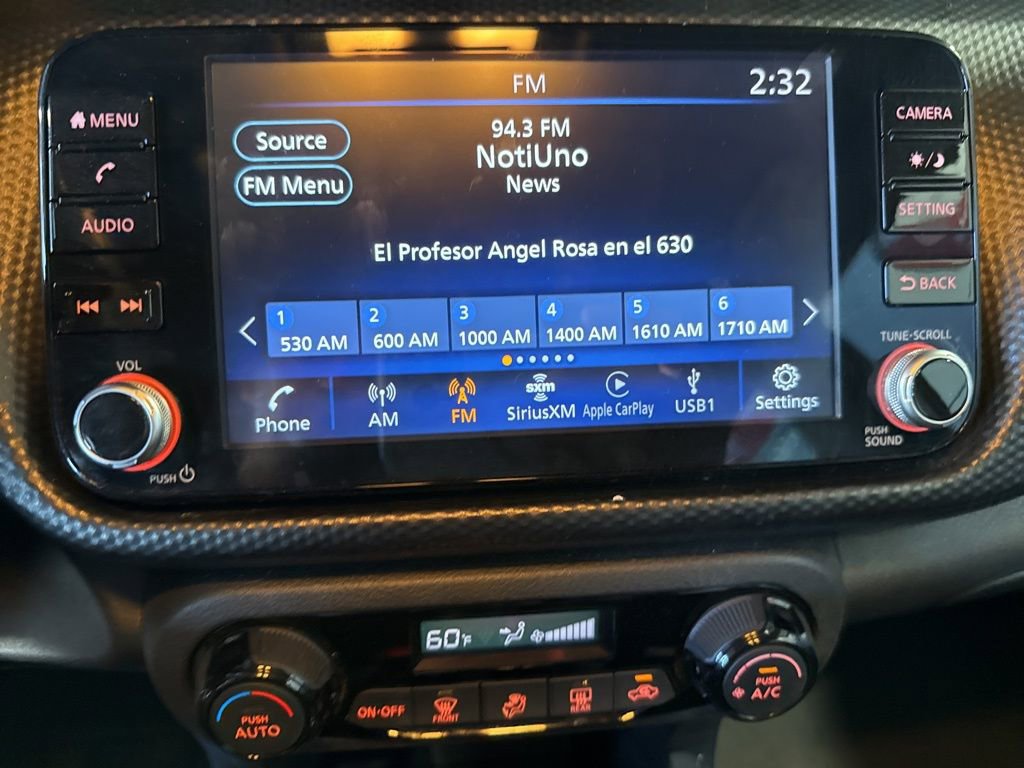 FM
2:32
MENU
AUDIO
VOL
PUSH
Source
FM Menu
94.3 FM
NotiUno
News
El Profesor Angel Rosa en el 630
1
530 AM
2
600 AM
3
1000 AM
4
1400 AM
5
1610 AM
6
1710 AM
Phone
AM
FM
sxm
SiriusXM
Apple CarPlay
USB1
Settings
CAMERA
SETTING
BACK
TUNE·SCROLL
PUSH
SOUND
60°F
PUSH
AUTO
ON·OFF
FRONT
REAR
PUSH
A/C